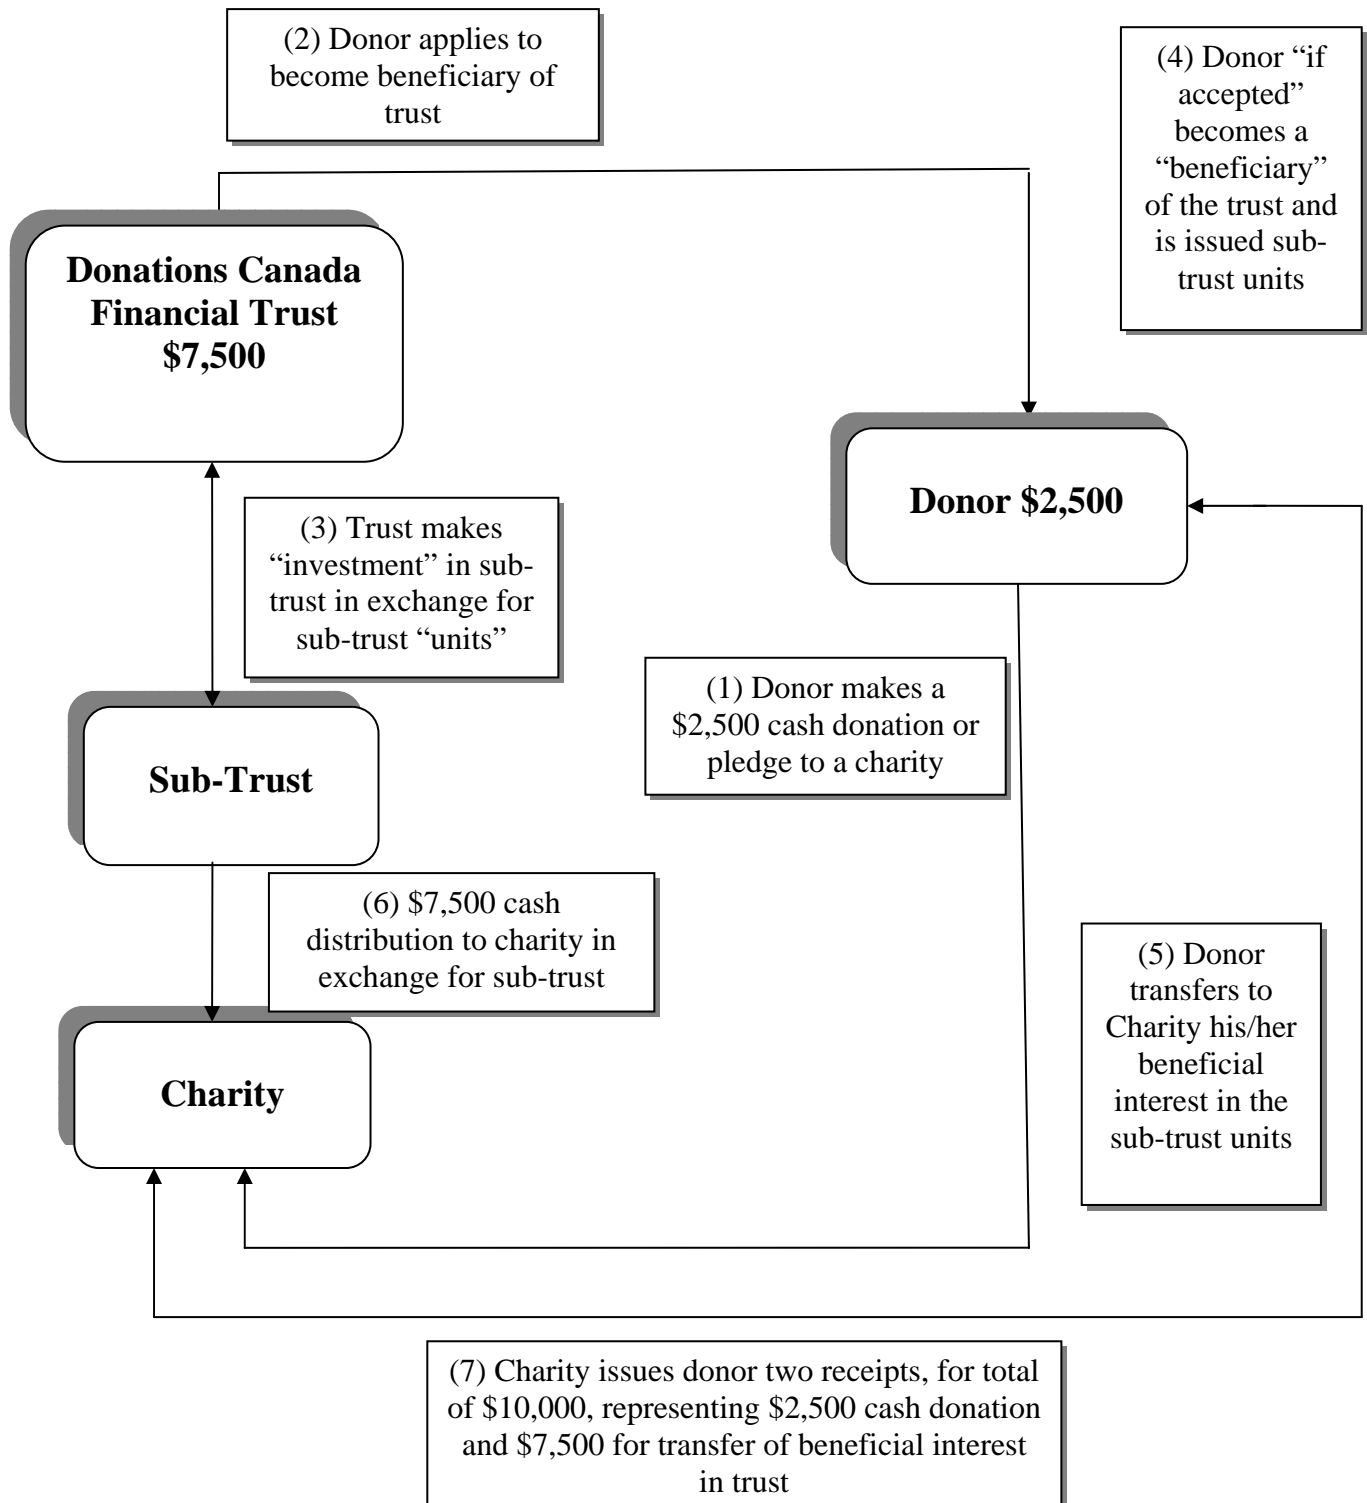 (2) Donor applies to
become beneficiary of
trust
(4) Donor “if
accepted”
becomes a
“beneficiary”
of the trust and
is issued sub-
trust units
Donations Canada
Financial Trust
$7,500
Donor $2,500
(3) Trust makes
“investment” in sub-
trust in exchange for
sub-trust “units”
(1) Donor makes a
$2,500 cash donation or
pledge to a charity
Sub-Trust
(6) $7,500 cash
distribution to charity in
exchange for sub-trust
(5) Donor
transfers to
Charity his/her
beneficial
interest in the
sub-trust units
Charity
(7) Charity issues donor two receipts, for total
of $10,000, representing $2,500 cash donation
and $7,500 for transfer of beneficial interest
in trust